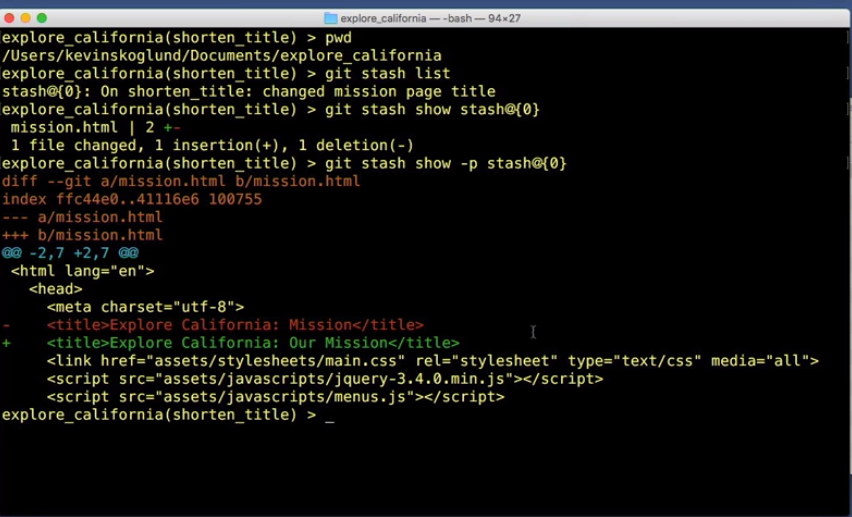 explore_california — -bash — 94×27
explore_california(shorten_title) > pwd
/Users/kevinskoglund/Documents/explore_california
explore_california(shorten_title) > git stash list
stash@{0}: On shorten_title: changed mission page title
explore_california(shorten_title) > git stash show stash@{0}
 mission.html | 2 +-
 1 file changed, 1 insertion(+), 1 deletion(-)
explore_california(shorten_title) > git stash show -p stash@{0}
diff --git a/mission.html b/mission.html
index ffc44e0..41116e6 100755
--- a/mission.html
+++ b/mission.html
@@ -2,7 +2,7 @@
 <html lang="en">
   <head>
     <meta charset="utf-8">
-    <title>Explore California: Mission</title>
+    <title>Explore California: Our Mission</title>
     <link href="assets/stylesheets/main.css" rel="stylesheet" type="text/css" media="all">
     <script src="assets/javascripts/jquery-3.4.0.min.js"></script>
     <script src="assets/javascripts/menus.js"></script>
explore_california(shorten_title) > _